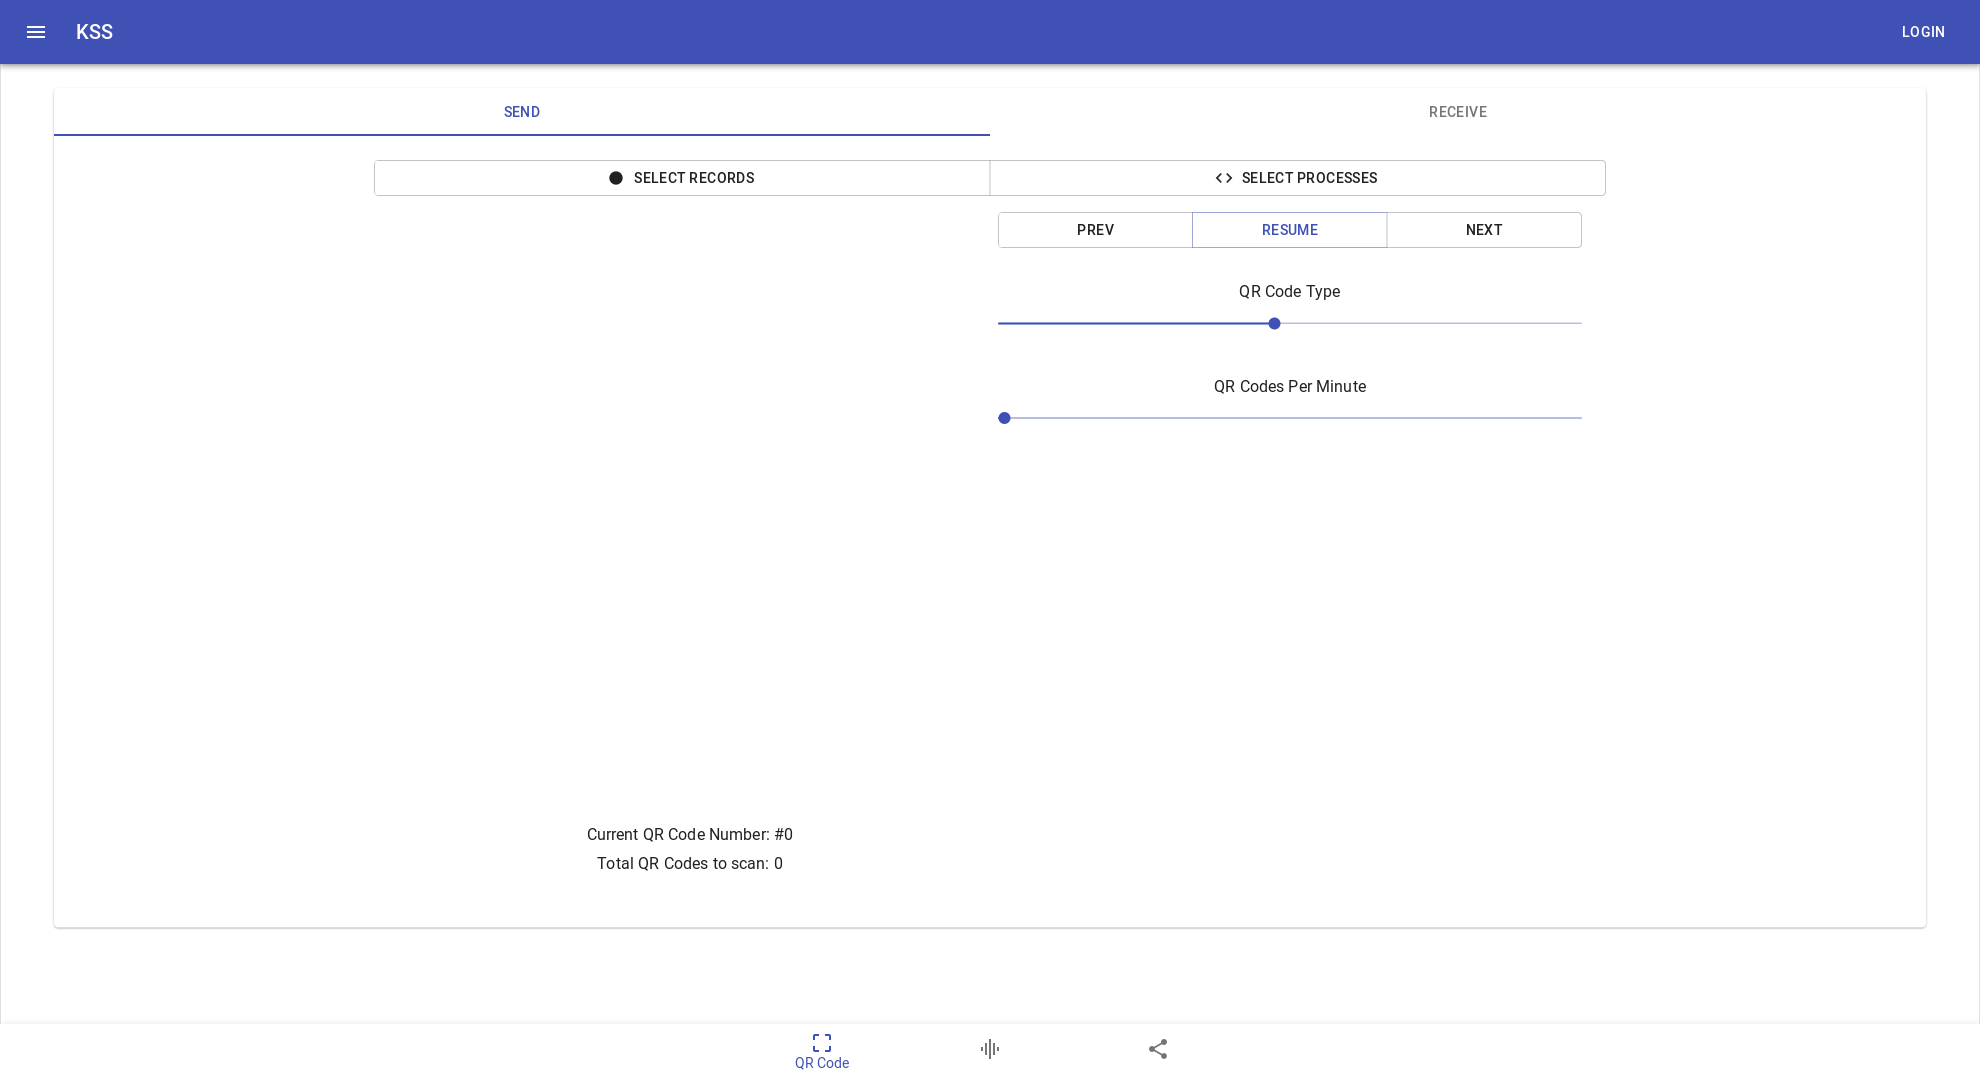 KSS
LOGIN
SEND
RECEIVE
SELECT RECORDS
SELECT PROCESSES
PREV
RESUME
NEXT
QR Code Type
QR Codes Per Minute
Current QR Code Number: #0
Total QR Codes to scan: 0
QR Code